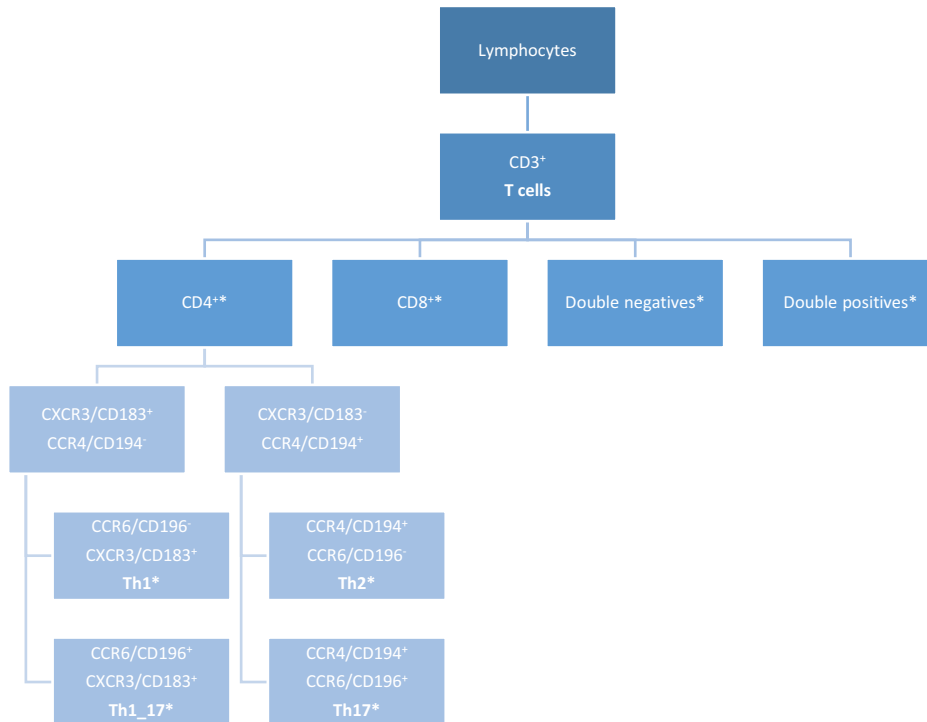 Lymphocytes
CD3⁺
T cells
CD4⁺*
CD8⁺*
Double negatives*
Double positives*
CXCR3/CD183⁺
CCR4/CD194⁻
CXCR3/CD183⁻
CCR4/CD194⁺
CCR6/CD196⁻
CXCR3/CD183⁺
Th1*
CCR4/CD194⁺
CCR6/CD196⁻
Th2*
CCR6/CD196⁺
CXCR3/CD183⁺
Th1_17*
CCR4/CD194⁺
CCR6/CD196⁺
Th17*